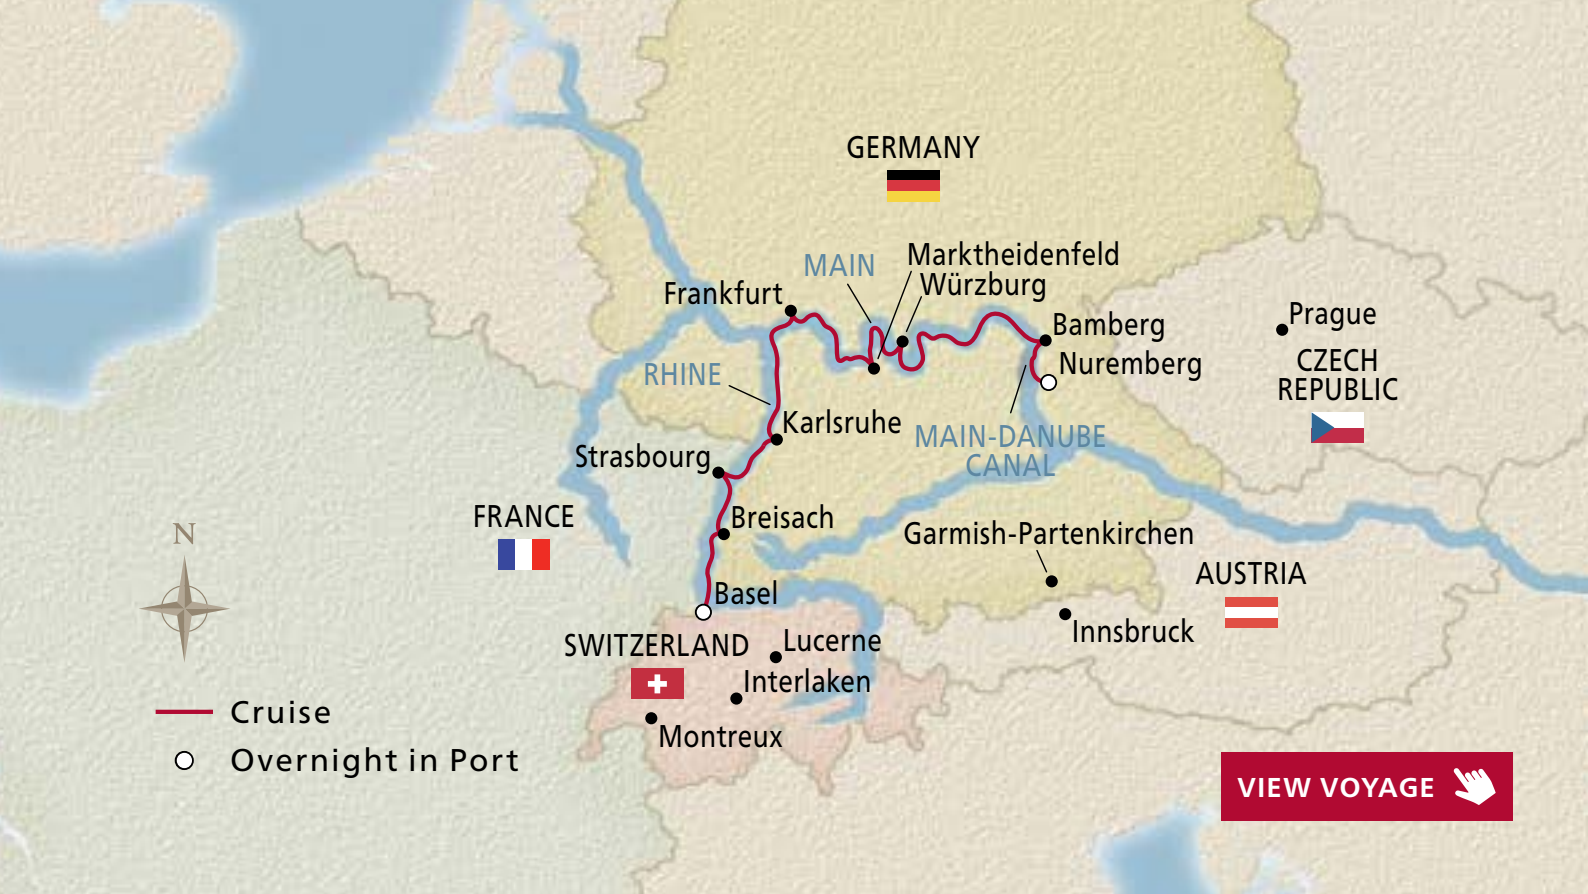 GERMANY
MAIN
Marktheidenfeld
Würzburg
Frankfurt
Bamberg
Prague
Nuremberg
CZECH
REPUBLIC
RHINE
Karlsruhe
MAIN-DANUBE
CANAL
Strasbourg
FRANCE
Breisach
Garmish-Partenkirchen
N
AUSTRIA
Basel
Innsbruck
SWITZERLAND
Lucerne
Interlaken
Montreux
Cruise
Overnight in Port
VIEW VOYAGE